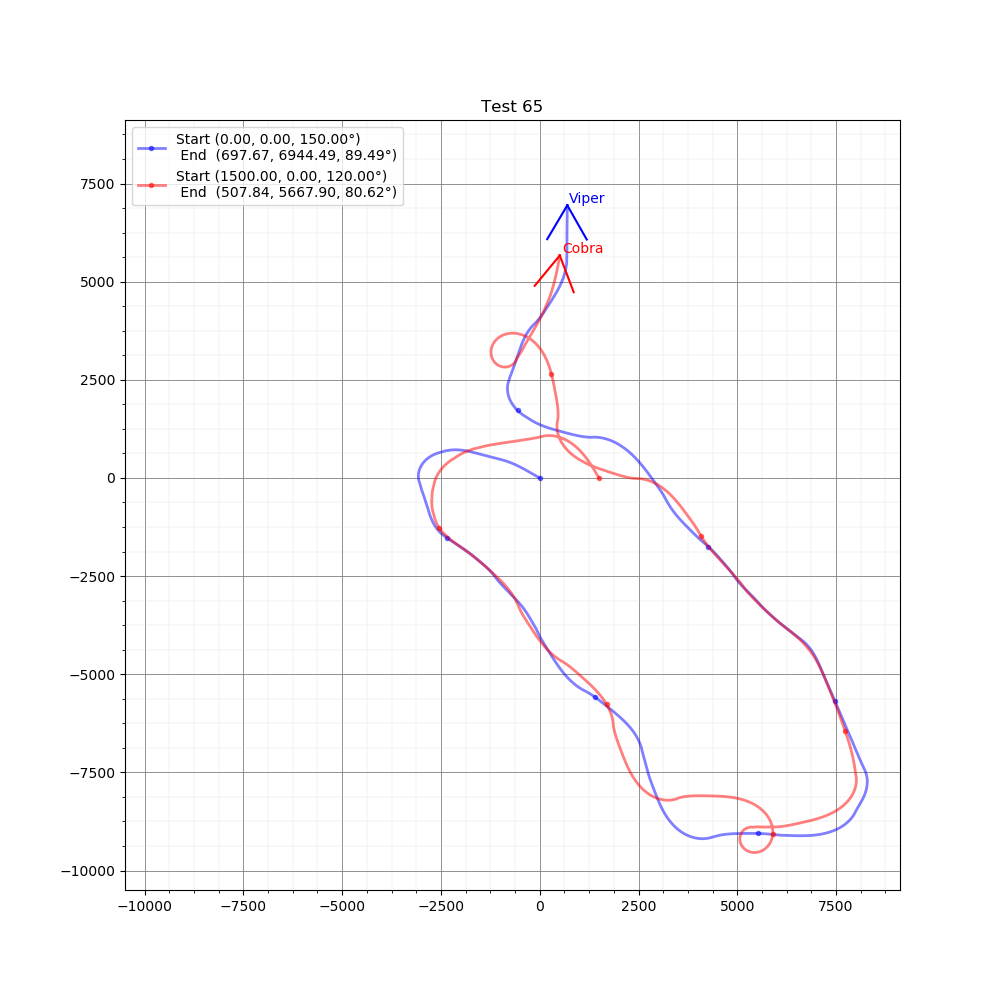 Test 65
Start (0.00, 0.00, 150.00°)
End (697.67, 6944.49, 89.49°)
Start (1500.00, 0.00, 120.00°)
End (507.84, 5667.90, 80.62°)
Viper
Cobra
7500
5000
2500
0
−2500
−5000
−7500
−10000
−10000 −7500 −5000 −2500 0 2500 5000 7500